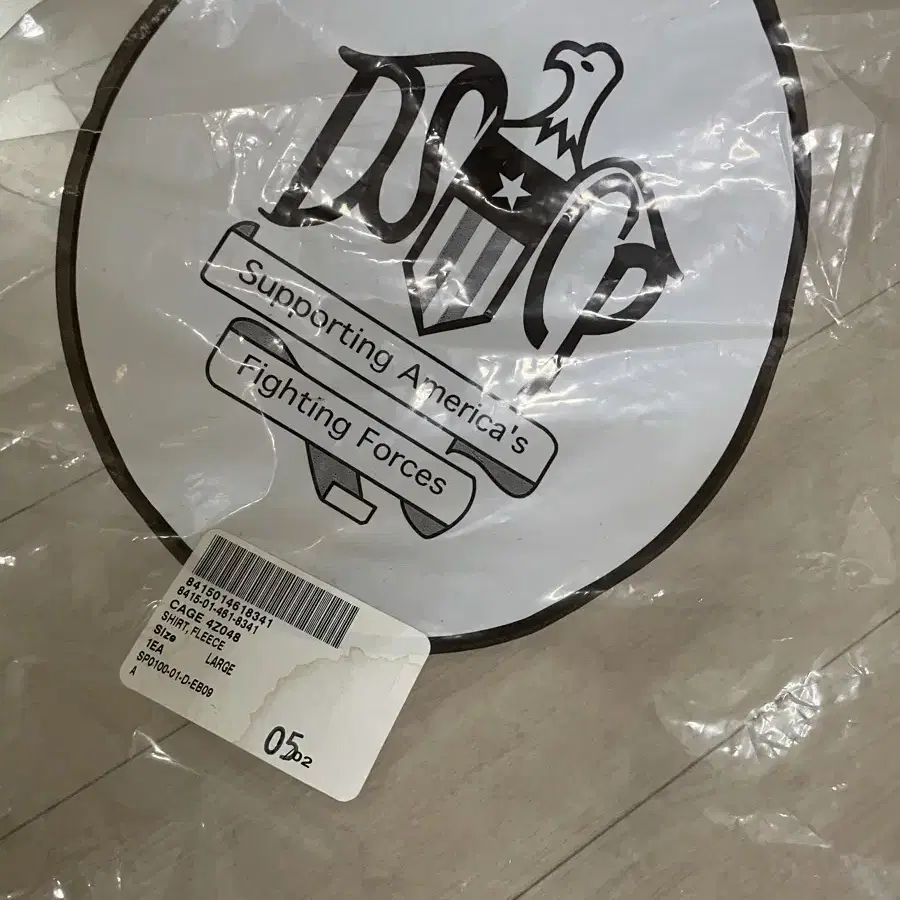 DSCP
Supporting America's
Fighting Forces
8415014618341
8415-01-461-8341
CAGE 4Z048
SHIRT, FLEECE
Size LARGE
1EA
SP0100-01-D-EB09
A
05/02